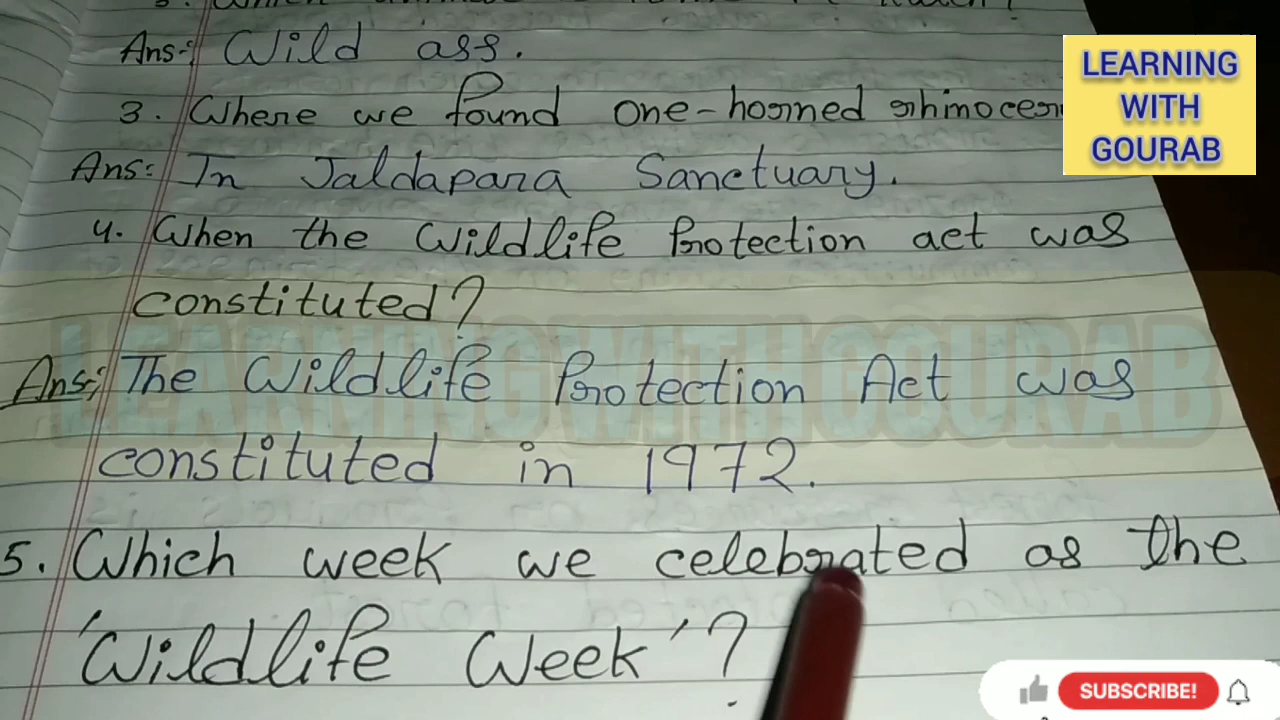 Ans:- Wild ass.
3. Where we found one-horned rhinocer
Ans: In Jaldapara Sanctuary.
4. When the Wildlife Protection act was
constituted?
Ans:- The Wildlife Protection Act was
constituted in 1972.
5. Which week we celebrated as the
'Wildlife Week'?
LEARNING
WITH
GOURAB
LEARNINGWITHGOURAB
SUBSCRIBE!